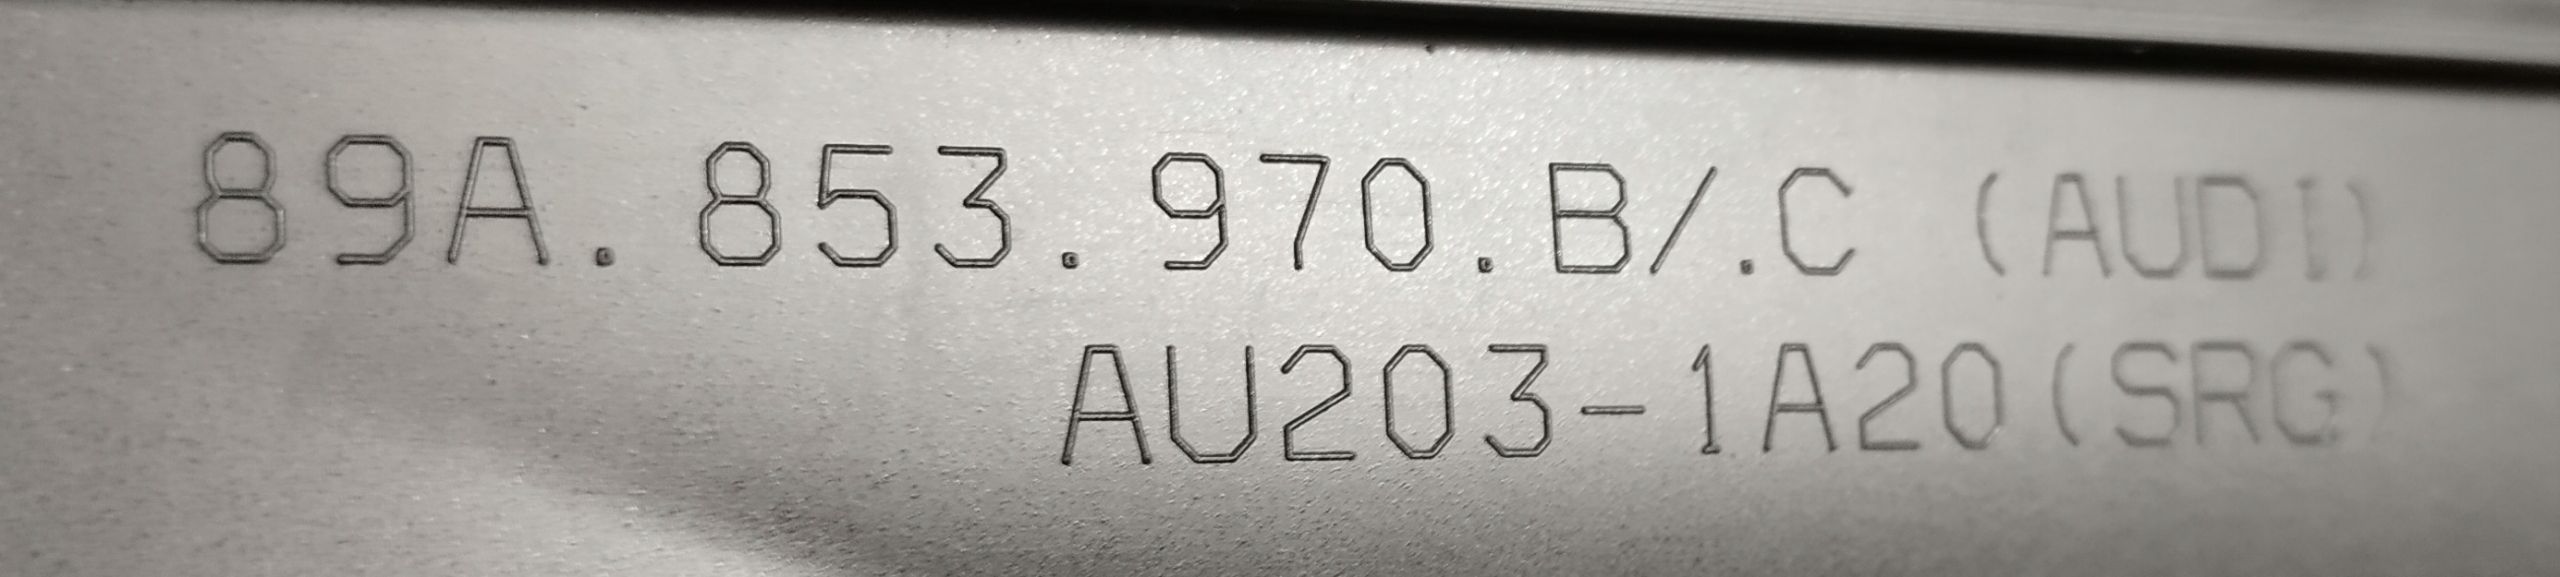 89A.853.970.B/.C (AUDI)
AU203-1A20(SRG)